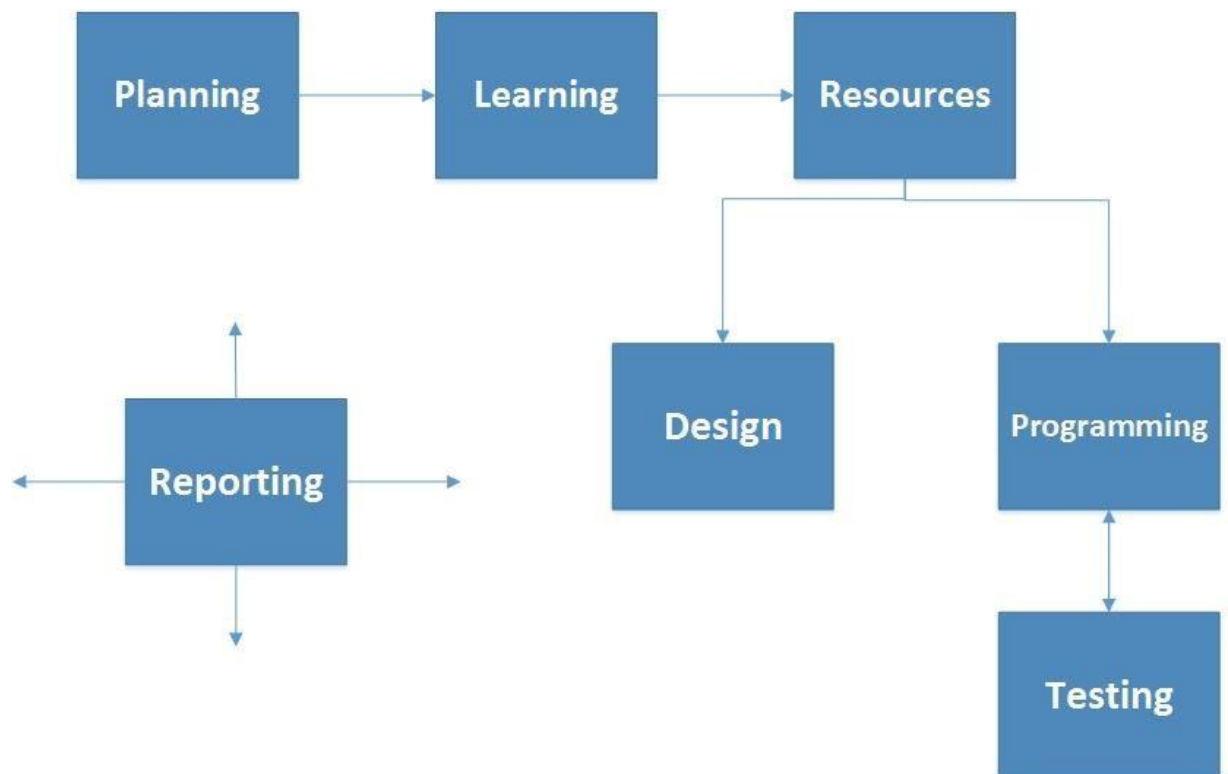 Planning
Learning
Resources
Design
Programming
Reporting
Testing